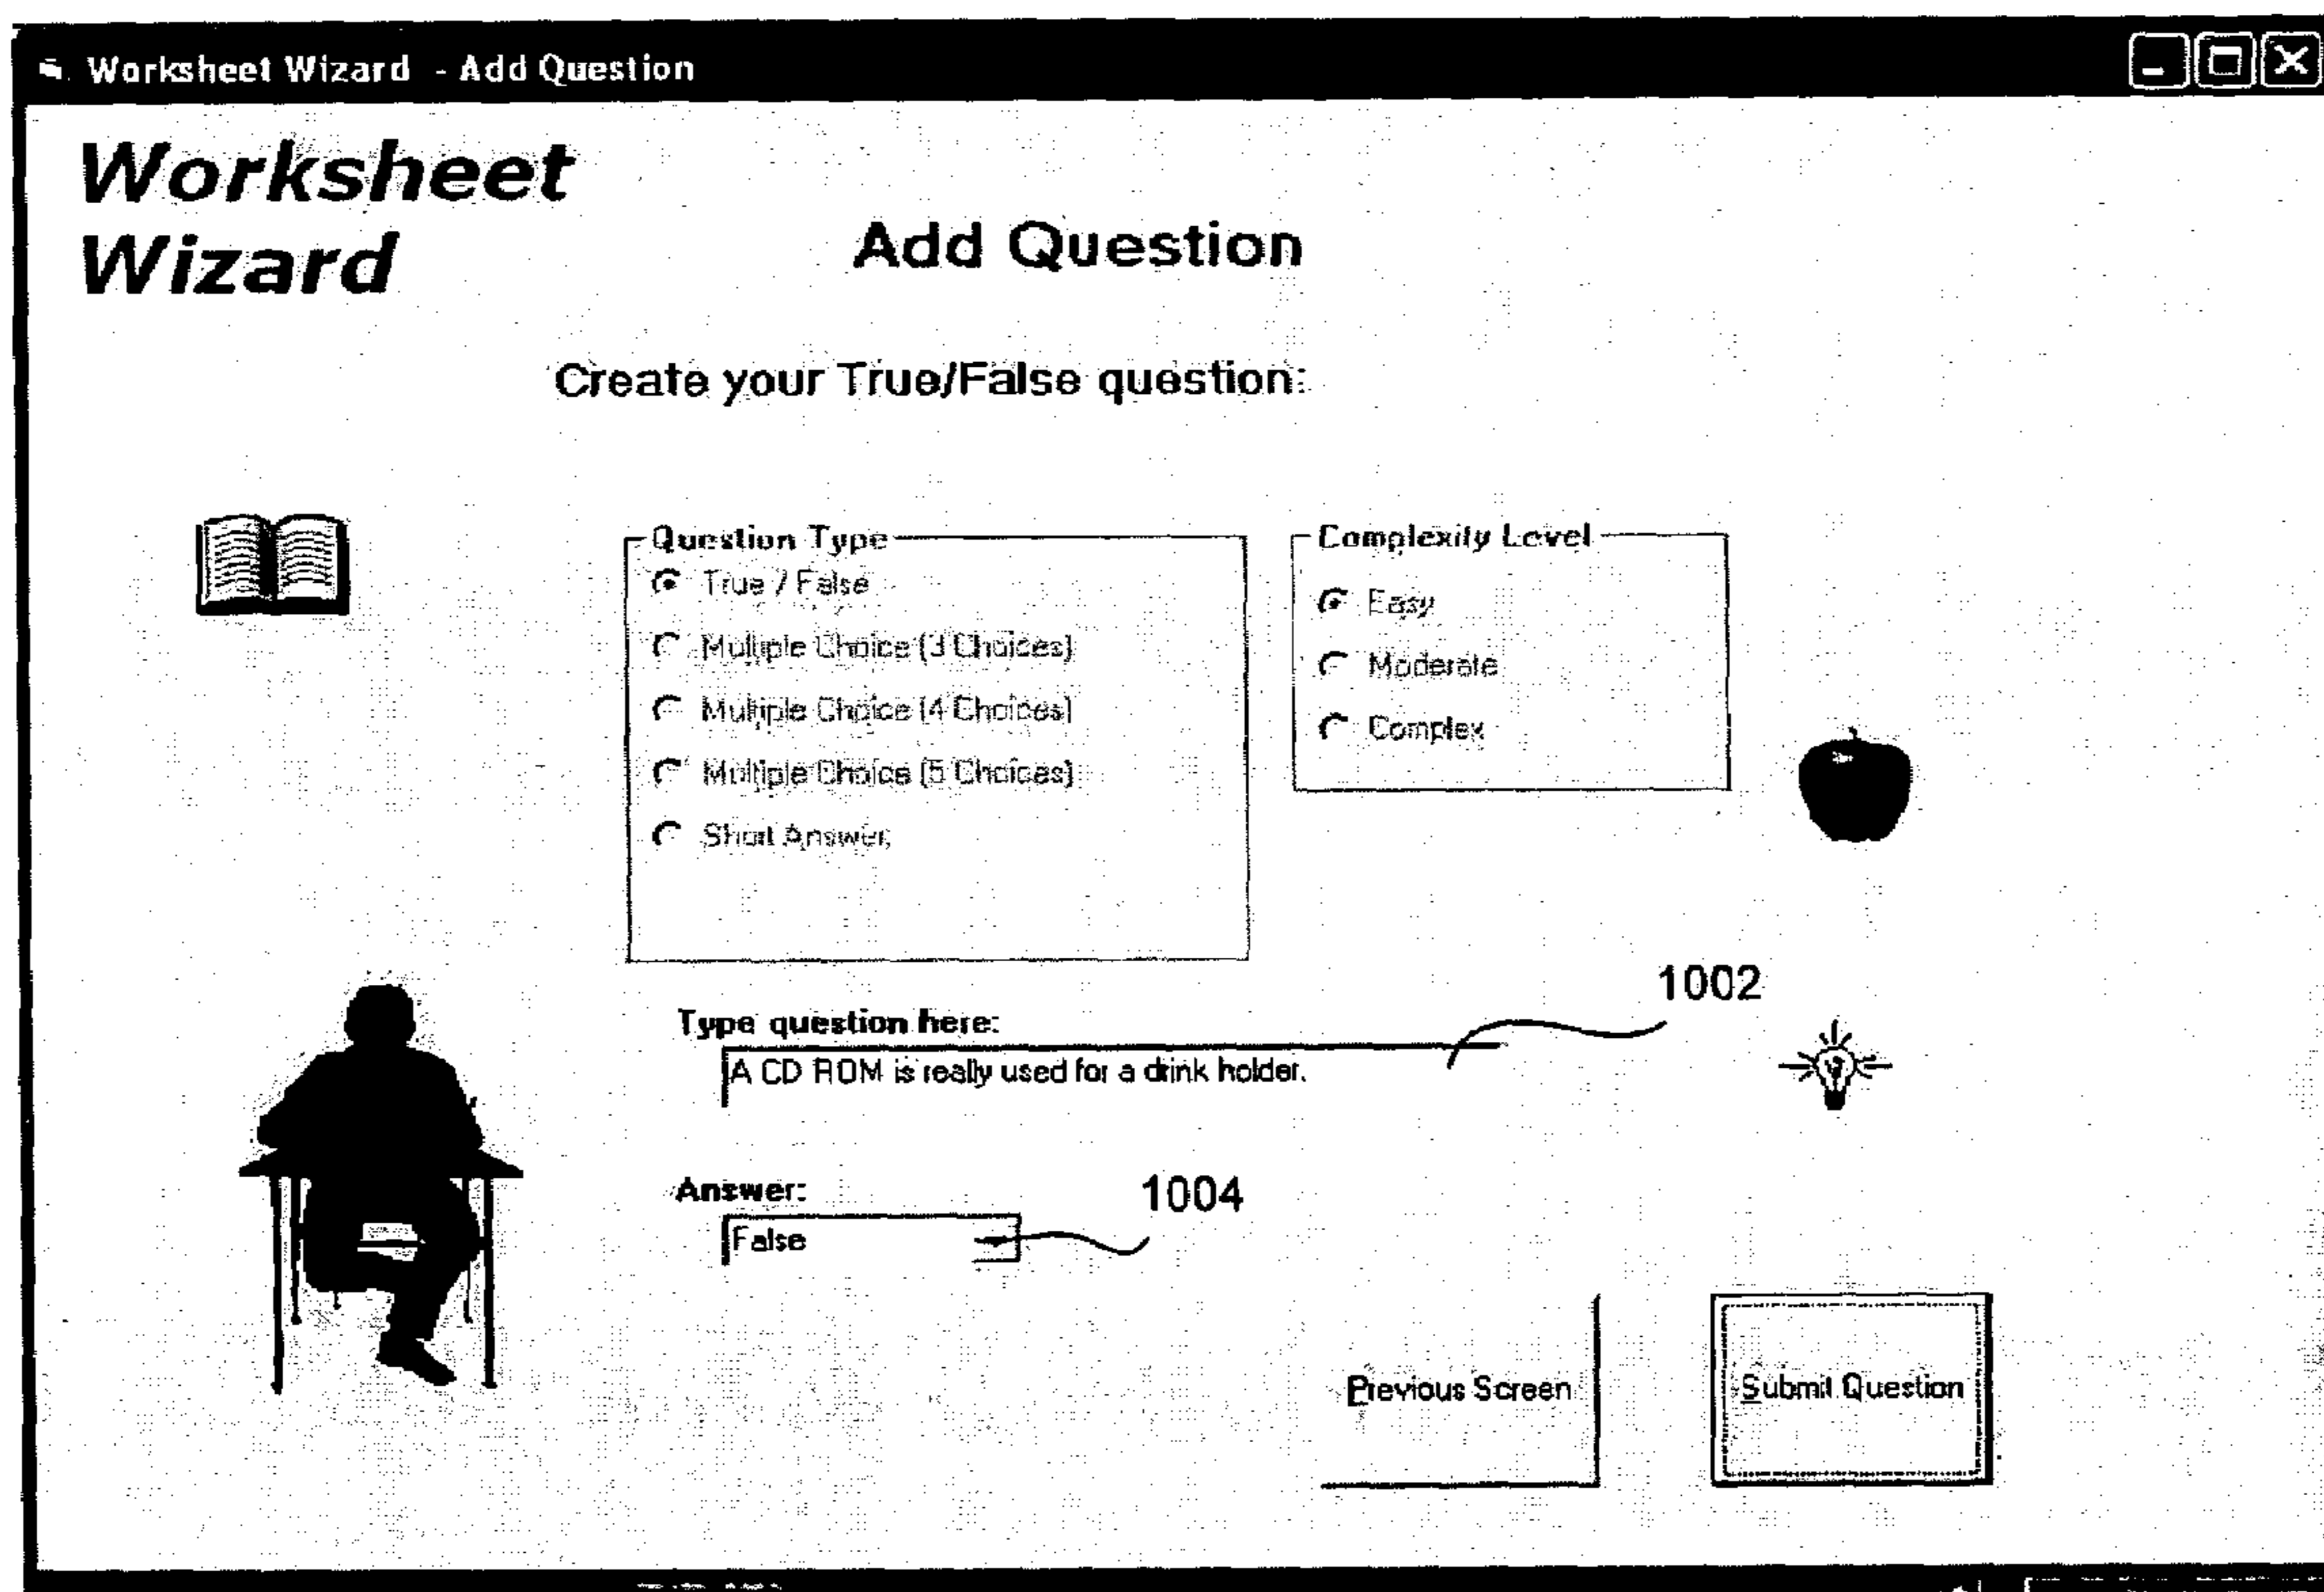 Worksheet Wizard - Add Question
Worksheet
Wizard
Add Question
Create your True/False question:
Question Type
True / False
Multiple Choice (3 Choices)
Multiple Choice (4 Choices)
Multiple Choice (5 Choices)
Short Answer
Complexity Level
Easy
Moderate
Complex
1002
Type question here:
A CD ROM is really used for a drink holder.
Answer:
1004
False
Previous Screen
Submit Question